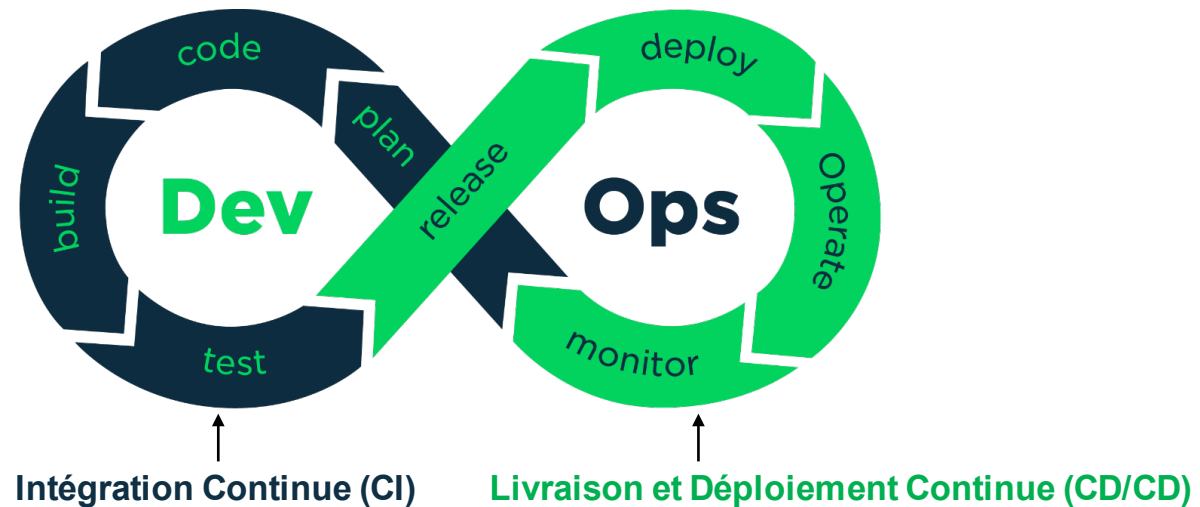 code
deploy
plan
release
build
Dev
Ops
Operate
test
monitor
Intégration Continue (CI)
Livraison et Déploiement Continue (CD/CD)